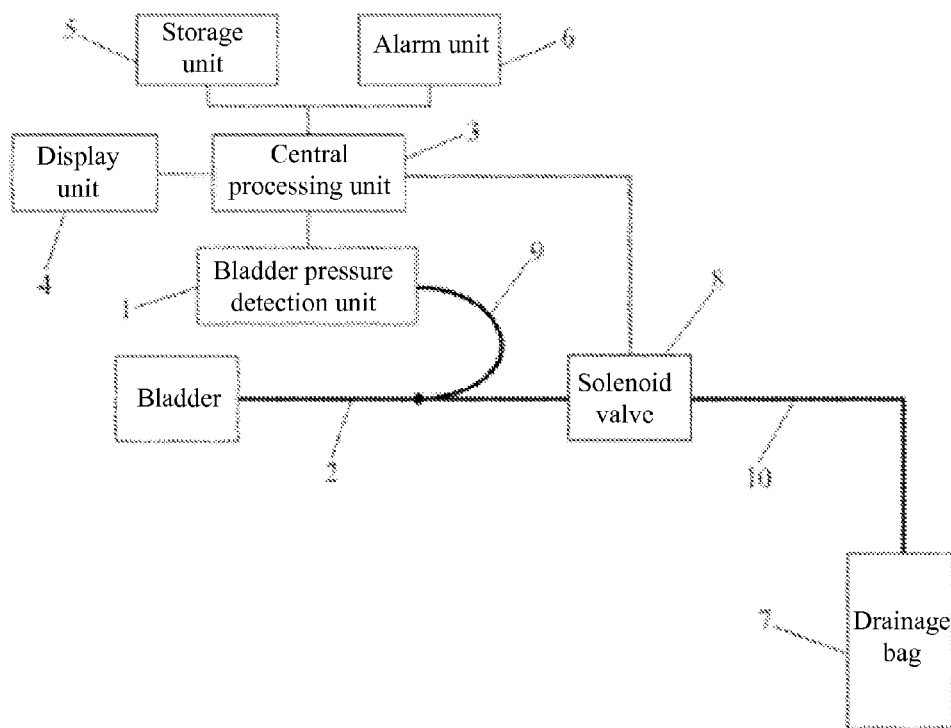 5
Storage
unit
Alarm unit
6
Display
unit
4
Central
processing unit
3
Bladder pressure
detection unit
1
9
8
Bladder
2
Solenoid
valve
10
7
Drainage
bag